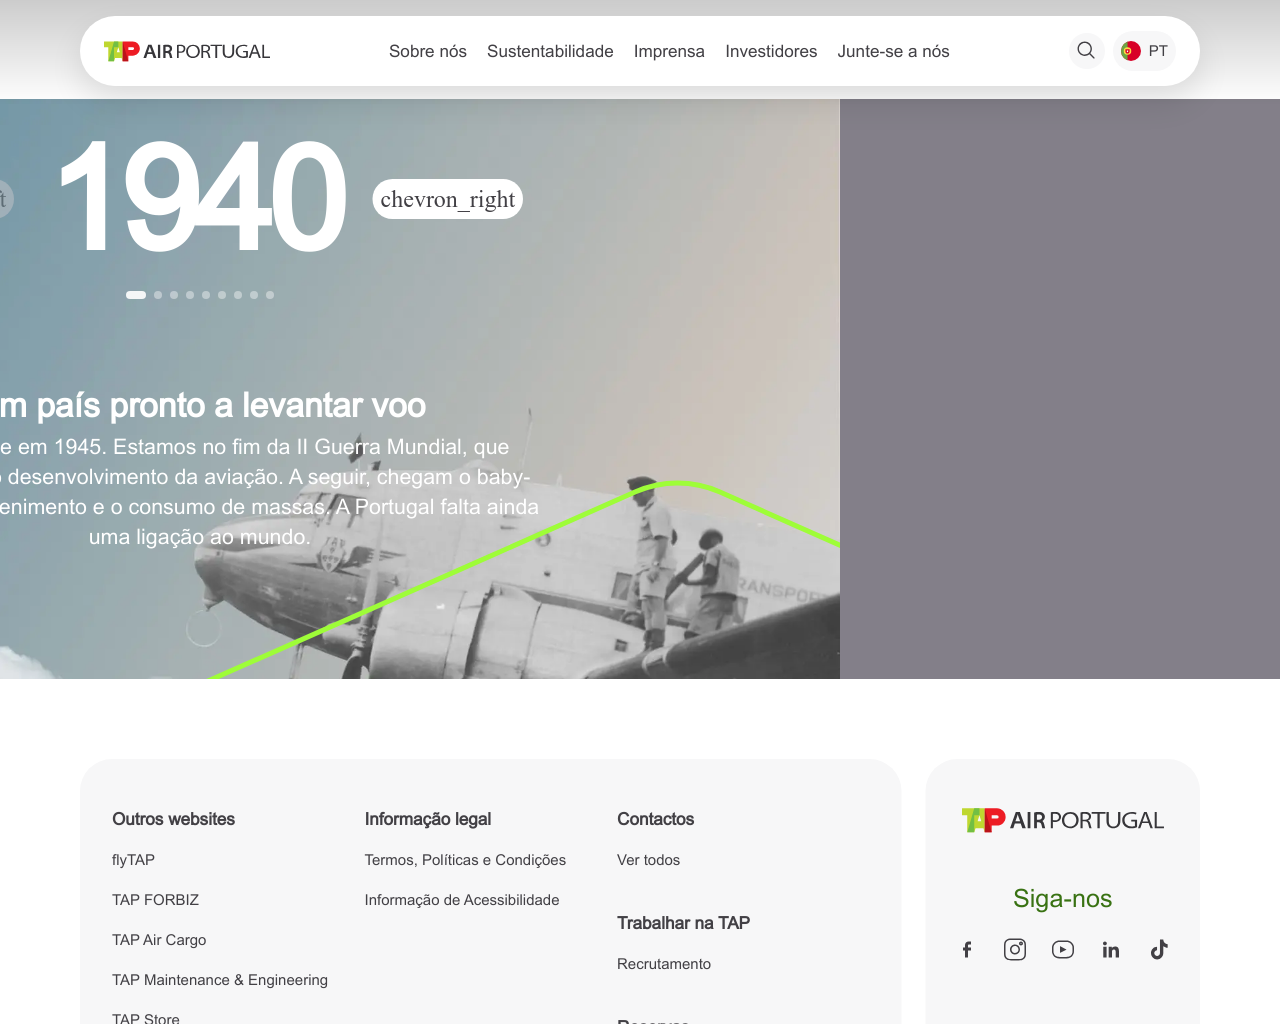 TAP AIR PORTUGAL
Sobre nós
Sustentabilidade
Imprensa
Investidores
Junte-se a nós
PT
1940
chevron_right
m país pronto a levantar voo
e em 1945. Estamos no fim da II Guerra Mundial, que
desenvolvimento da aviação. A seguir, chegam o baby-
enimento e o consumo de massas. A Portugal falta ainda
uma ligação ao mundo.
TRANSPORT
Outros websites
flyTAP
TAP FORBIZ
TAP Air Cargo
TAP Maintenance & Engineering
TAP Store
Informação legal
Termos, Políticas e Condições
Informação de Acessibilidade
Contactos
Ver todos
Trabalhar na TAP
Recrutamento
Reservas
TAP AIR PORTUGAL
Siga-nos